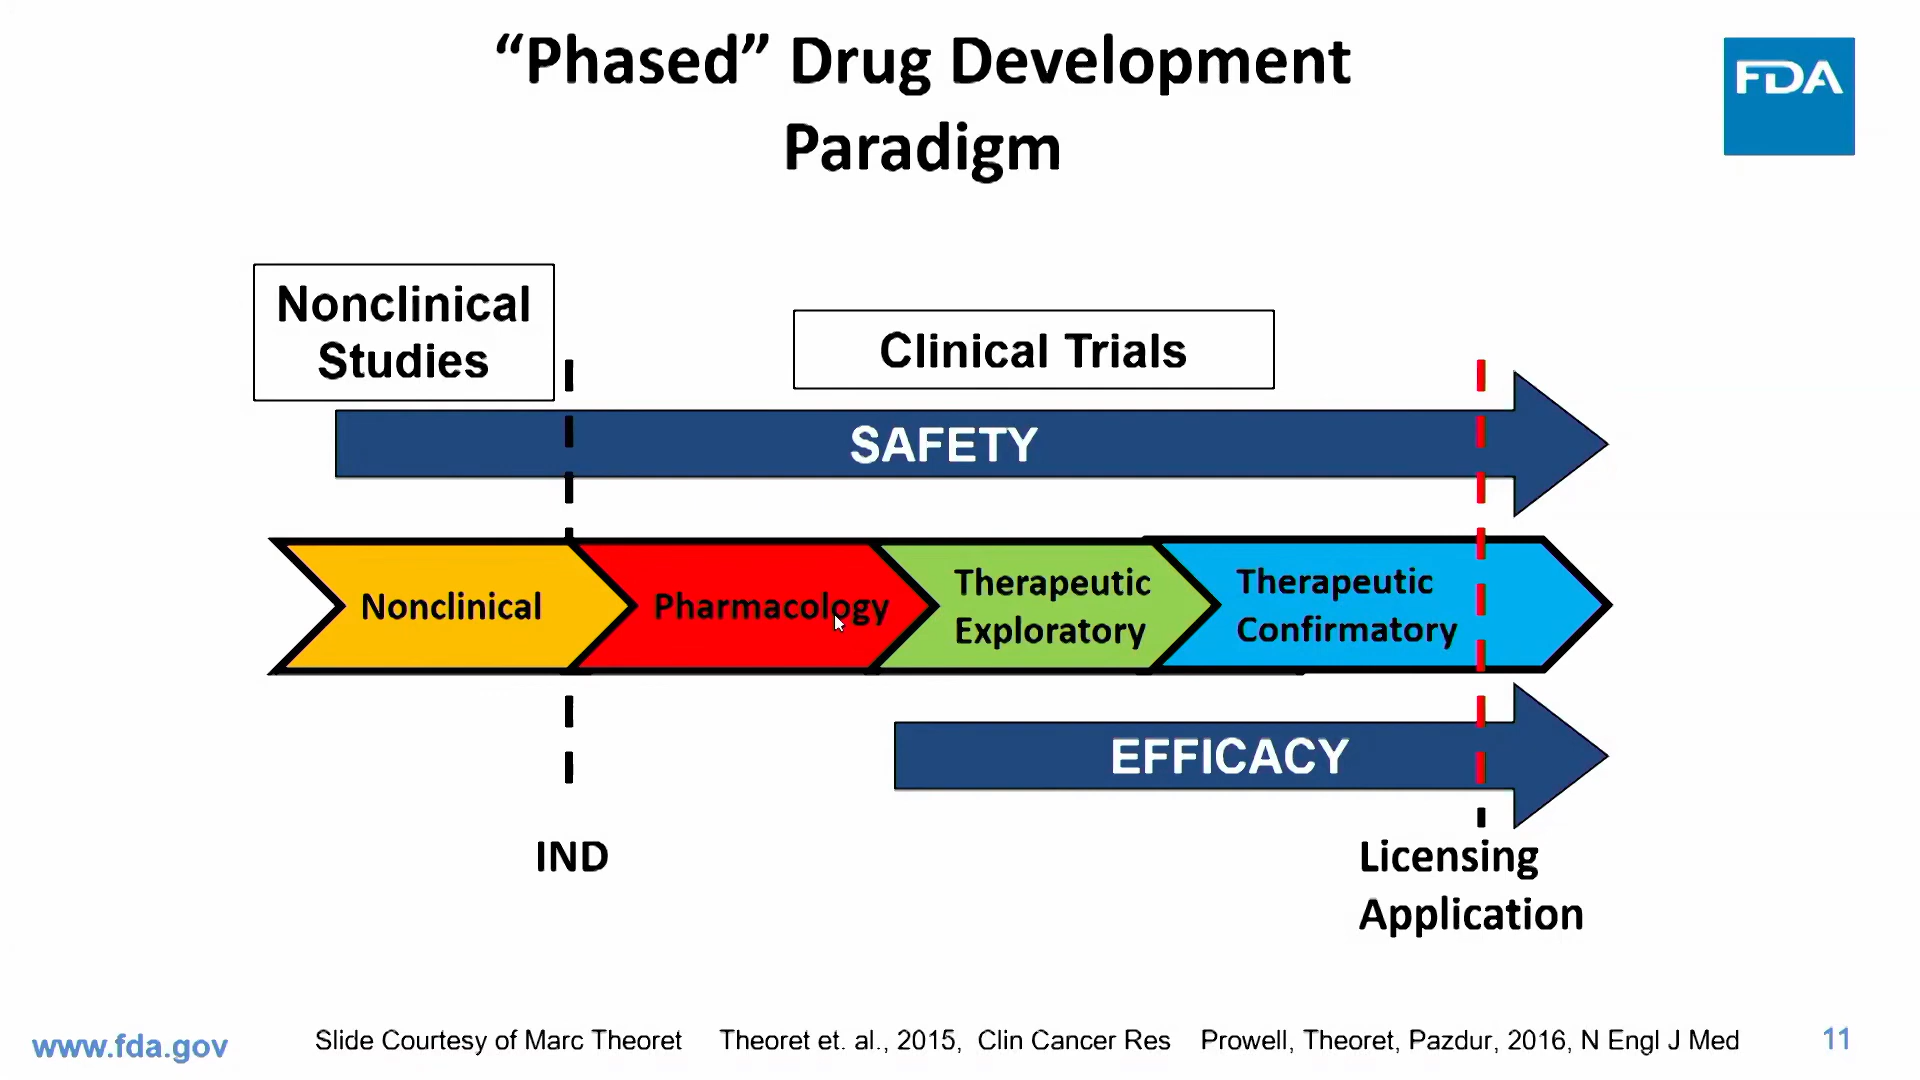 “Phased” Drug Development
Paradigm
FDA
Nonclinical
Studies
Clinical Trials
SAFETY
Nonclinical
Pharmacology
Therapeutic
Exploratory
Therapeutic
Confirmatory
EFFICACY
IND
Licensing
Application
www.fda.gov
Slide Courtesy of Marc Theoret Theoret et. al., 2015, Clin Cancer Res Prowell, Theoret, Pazdur, 2016, N Engl J Med
11